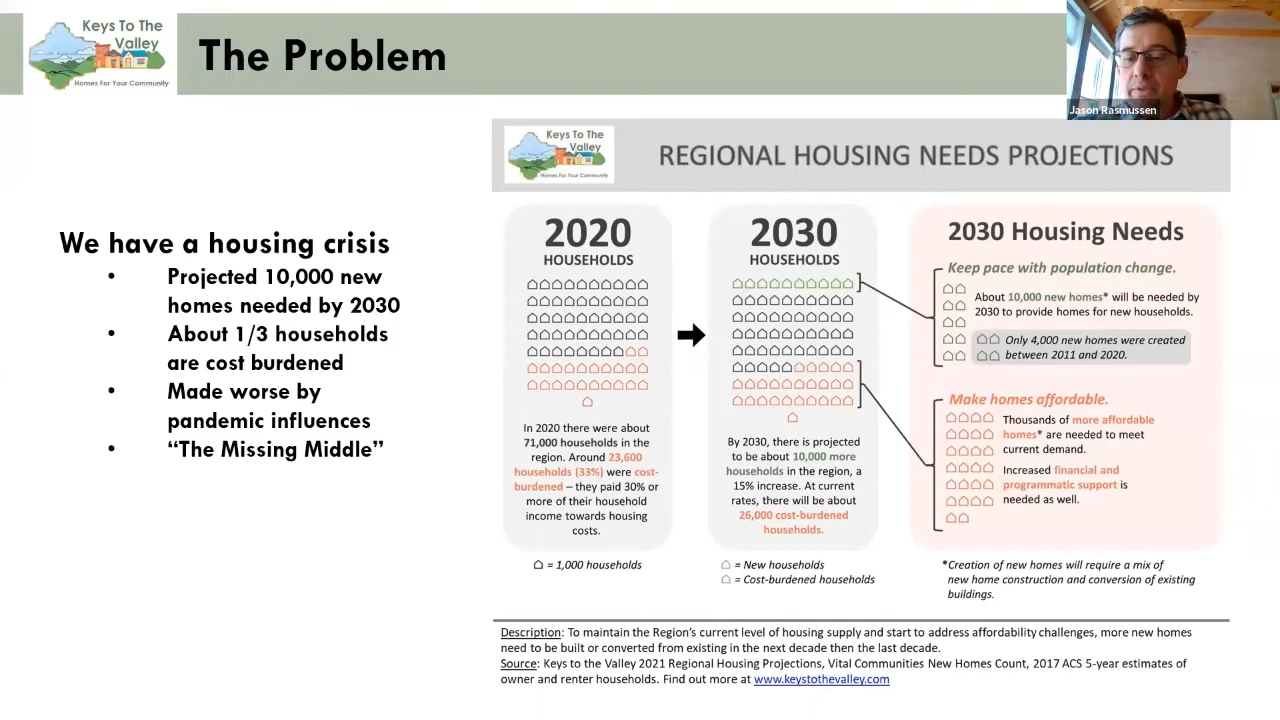 Keys To The
Valley
Homes For Your Community
The Problem
Jason Rasmussen
We have a housing crisis
• Projected 10,000 new
homes needed by 2030
• About 1/3 households
are cost burdened
• Made worse by
pandemic influences
• “The Missing Middle”
Keys To The
Valley
Homes For Your Community
REGIONAL HOUSING NEEDS PROJECTIONS
2020
HOUSEHOLDS
In 2020 there were about
71,000 households in the
region. Around 23,600
households (33%) were cost-
burdened – they paid 30% or
more of their household
income towards housing
costs.
= 1,000 households
2030
HOUSEHOLDS
By 2030, there is projected
to be about 10,000 more
households in the region, a
15% increase. At current
rates, there will be about
26,000 cost-burdened
households.
= New households
= Cost-burdened households
2030 Housing Needs
Keep pace with population change.
About 10,000 new homes* will be needed by
2030 to provide homes for new households.
Only 4,000 new homes were created
between 2011 and 2020.
Make homes affordable.
Thousands of more affordable
homes* are needed to meet
current demand.
Increased financial and
programmatic support is
needed as well.
*Creation of new homes will require a mix of
new home construction and conversion of existing
buildings.
Description: To maintain the Region’s current level of housing supply and start to address affordability challenges, more new homes
need to be built or converted from existing in the next decade then the last decade.
Source: Keys to the Valley 2021 Regional Housing Projections, Vital Communities New Homes Count, 2017 ACS 5-year estimates of
owner and renter households. Find out more at www.keystothevalley.com